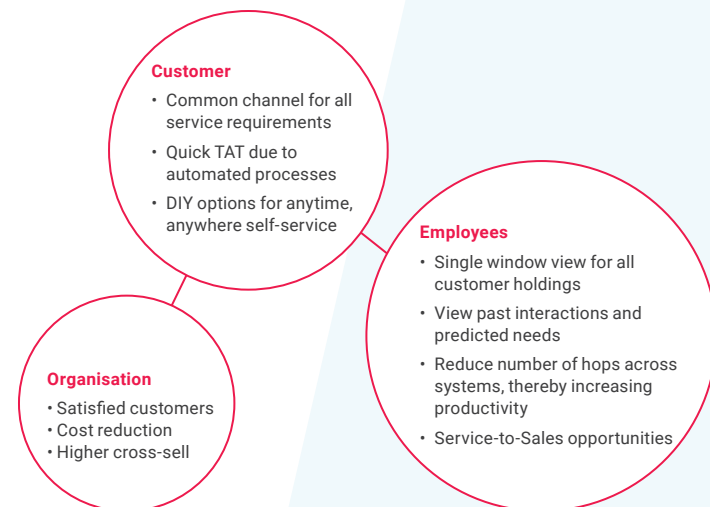 Customer
• Common channel for all
service requirements
• Quick TAT due to
automated processes
• DIY options for anytime,
anywhere self-service
Employees
• Single window view for all
customer holdings
• View past interactions and
predicted needs
• Reduce number of hops across
systems, thereby increasing
productivity
• Service-to-Sales opportunities
Organisation
• Satisfied customers
• Cost reduction
• Higher cross-sell